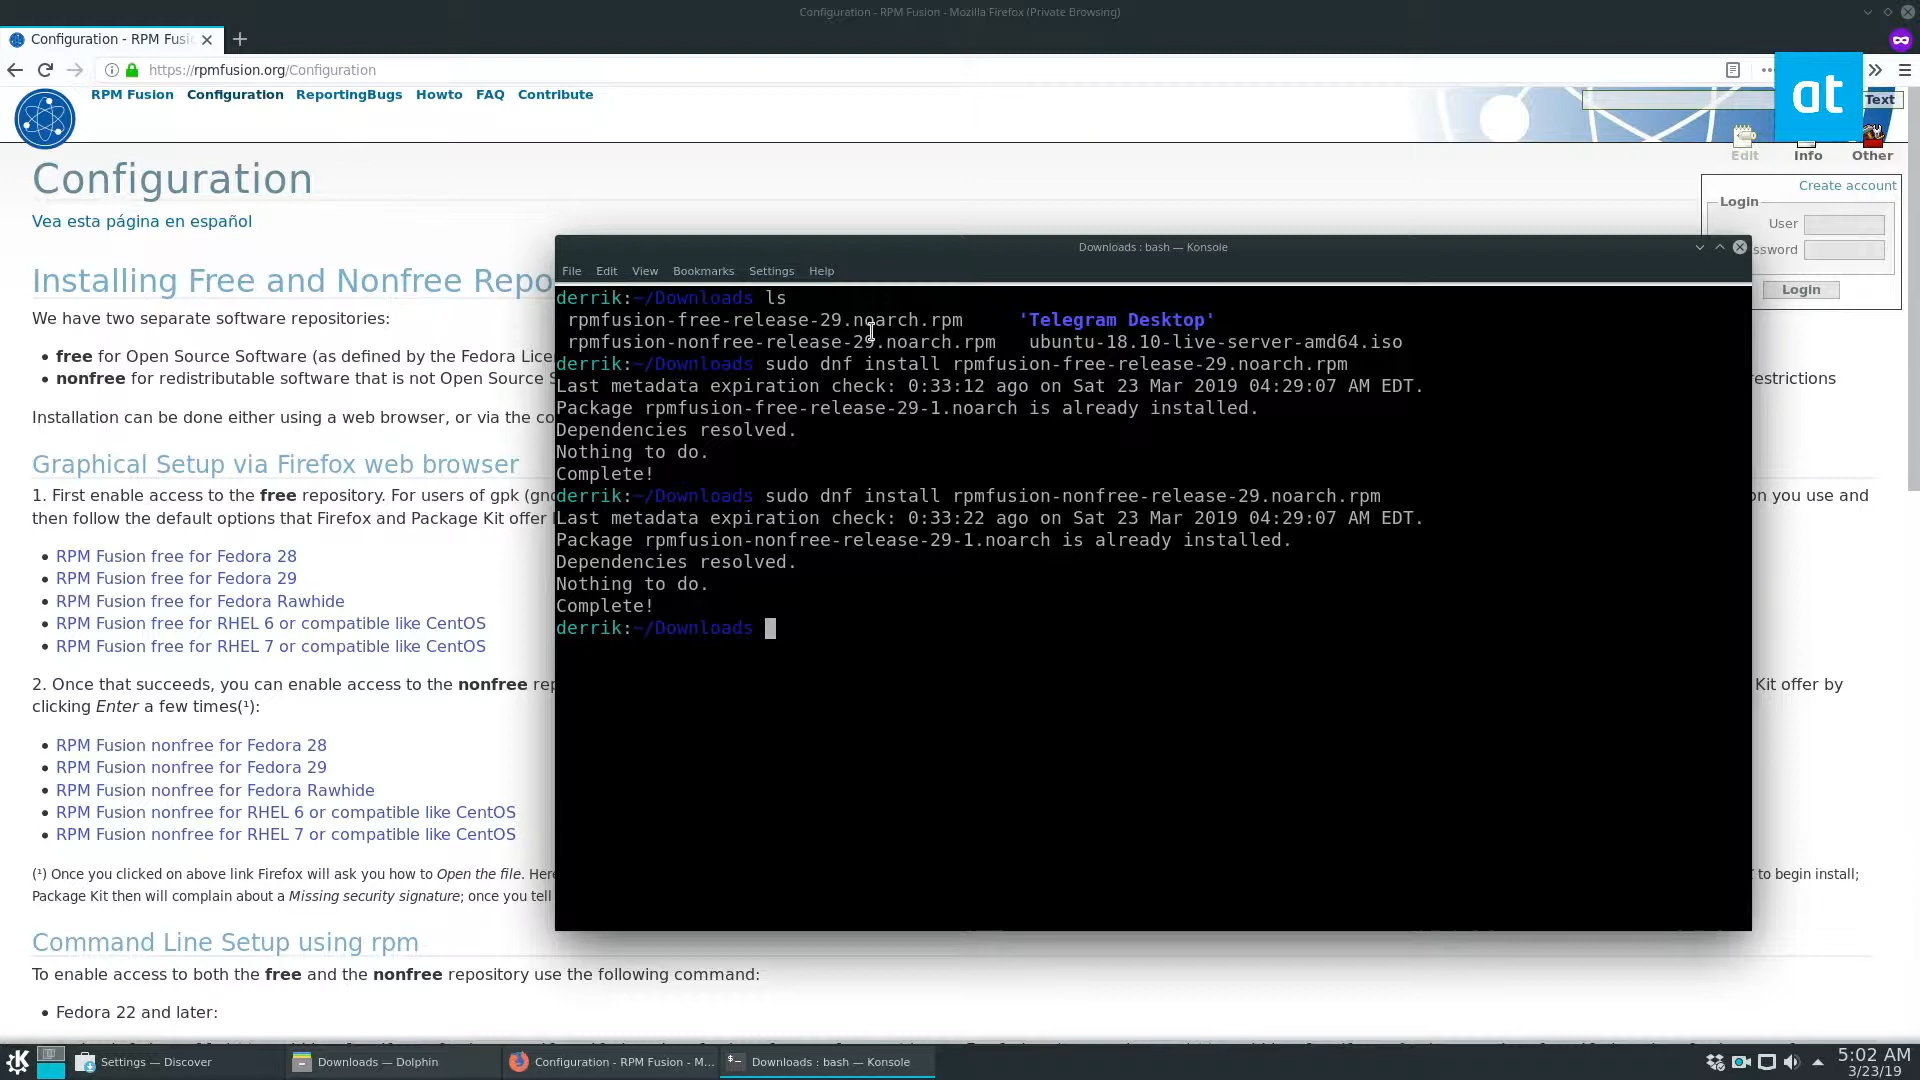 Configuration - RPM Fusion - Mozilla Firefox (Private Browsing)
Configuration - RPM Fusi
https://rpmfusion.org/Configuration
at
RPM Fusion Configuration ReportingBugs Howto FAQ Contribute
Text
Edit Info Other
Configuration
Create account
Login
User
ssword
Login
Vea esta página en español
Installing Free and Nonfree Repo
We have two separate software repositories:
free for Open Source Software (as defined by the Fedora Lice
nonfree for redistributable software that is not Open Source S
restrictions
Installation can be done either using a web browser, or via the co
Graphical Setup via Firefox web browser
1. First enable access to the free repository. For users of gpk (gno
on you use and
then follow the default options that Firefox and Package Kit offer
RPM Fusion free for Fedora 28
RPM Fusion free for Fedora 29
RPM Fusion free for Fedora Rawhide
RPM Fusion free for RHEL 6 or compatible like CentOS
RPM Fusion free for RHEL 7 or compatible like CentOS
2. Once that succeeds, you can enable access to the nonfree rep
Kit offer by
clicking Enter a few times(¹):
RPM Fusion nonfree for Fedora 28
RPM Fusion nonfree for Fedora 29
RPM Fusion nonfree for Fedora Rawhide
RPM Fusion nonfree for RHEL 6 or compatible like CentOS
RPM Fusion nonfree for RHEL 7 or compatible like CentOS
(¹) Once you clicked on above link Firefox will ask you how to Open the file. Here
to begin install;
Package Kit then will complain about a Missing security signature; once you tell
Command Line Setup using rpm
To enable access to both the free and the nonfree repository use the following command:
Fedora 22 and later:
Downloads : bash — Konsole
File Edit View Bookmarks Settings Help
derrik:~/Downloads ls
rpmfusion-free-release-29.noarch.rpm 'Telegram Desktop'
rpmfusion-nonfree-release-29.noarch.rpm ubuntu-18.10-live-server-amd64.iso
derrik:~/Downloads sudo dnf install rpmfusion-free-release-29.noarch.rpm
Last metadata expiration check: 0:33:12 ago on Sat 23 Mar 2019 04:29:07 AM EDT.
Package rpmfusion-free-release-29-1.noarch is already installed.
Dependencies resolved.
Nothing to do.
Complete!
derrik:~/Downloads sudo dnf install rpmfusion-nonfree-release-29.noarch.rpm
Last metadata expiration check: 0:33:22 ago on Sat 23 Mar 2019 04:29:07 AM EDT.
Package rpmfusion-nonfree-release-29-1.noarch is already installed.
Dependencies resolved.
Nothing to do.
Complete!
derrik:~/Downloads
Settings — Discover
Downloads — Dolphin
Configuration - RPM Fusion - M...
Downloads : bash — Konsole
5:02 AM
3/23/19